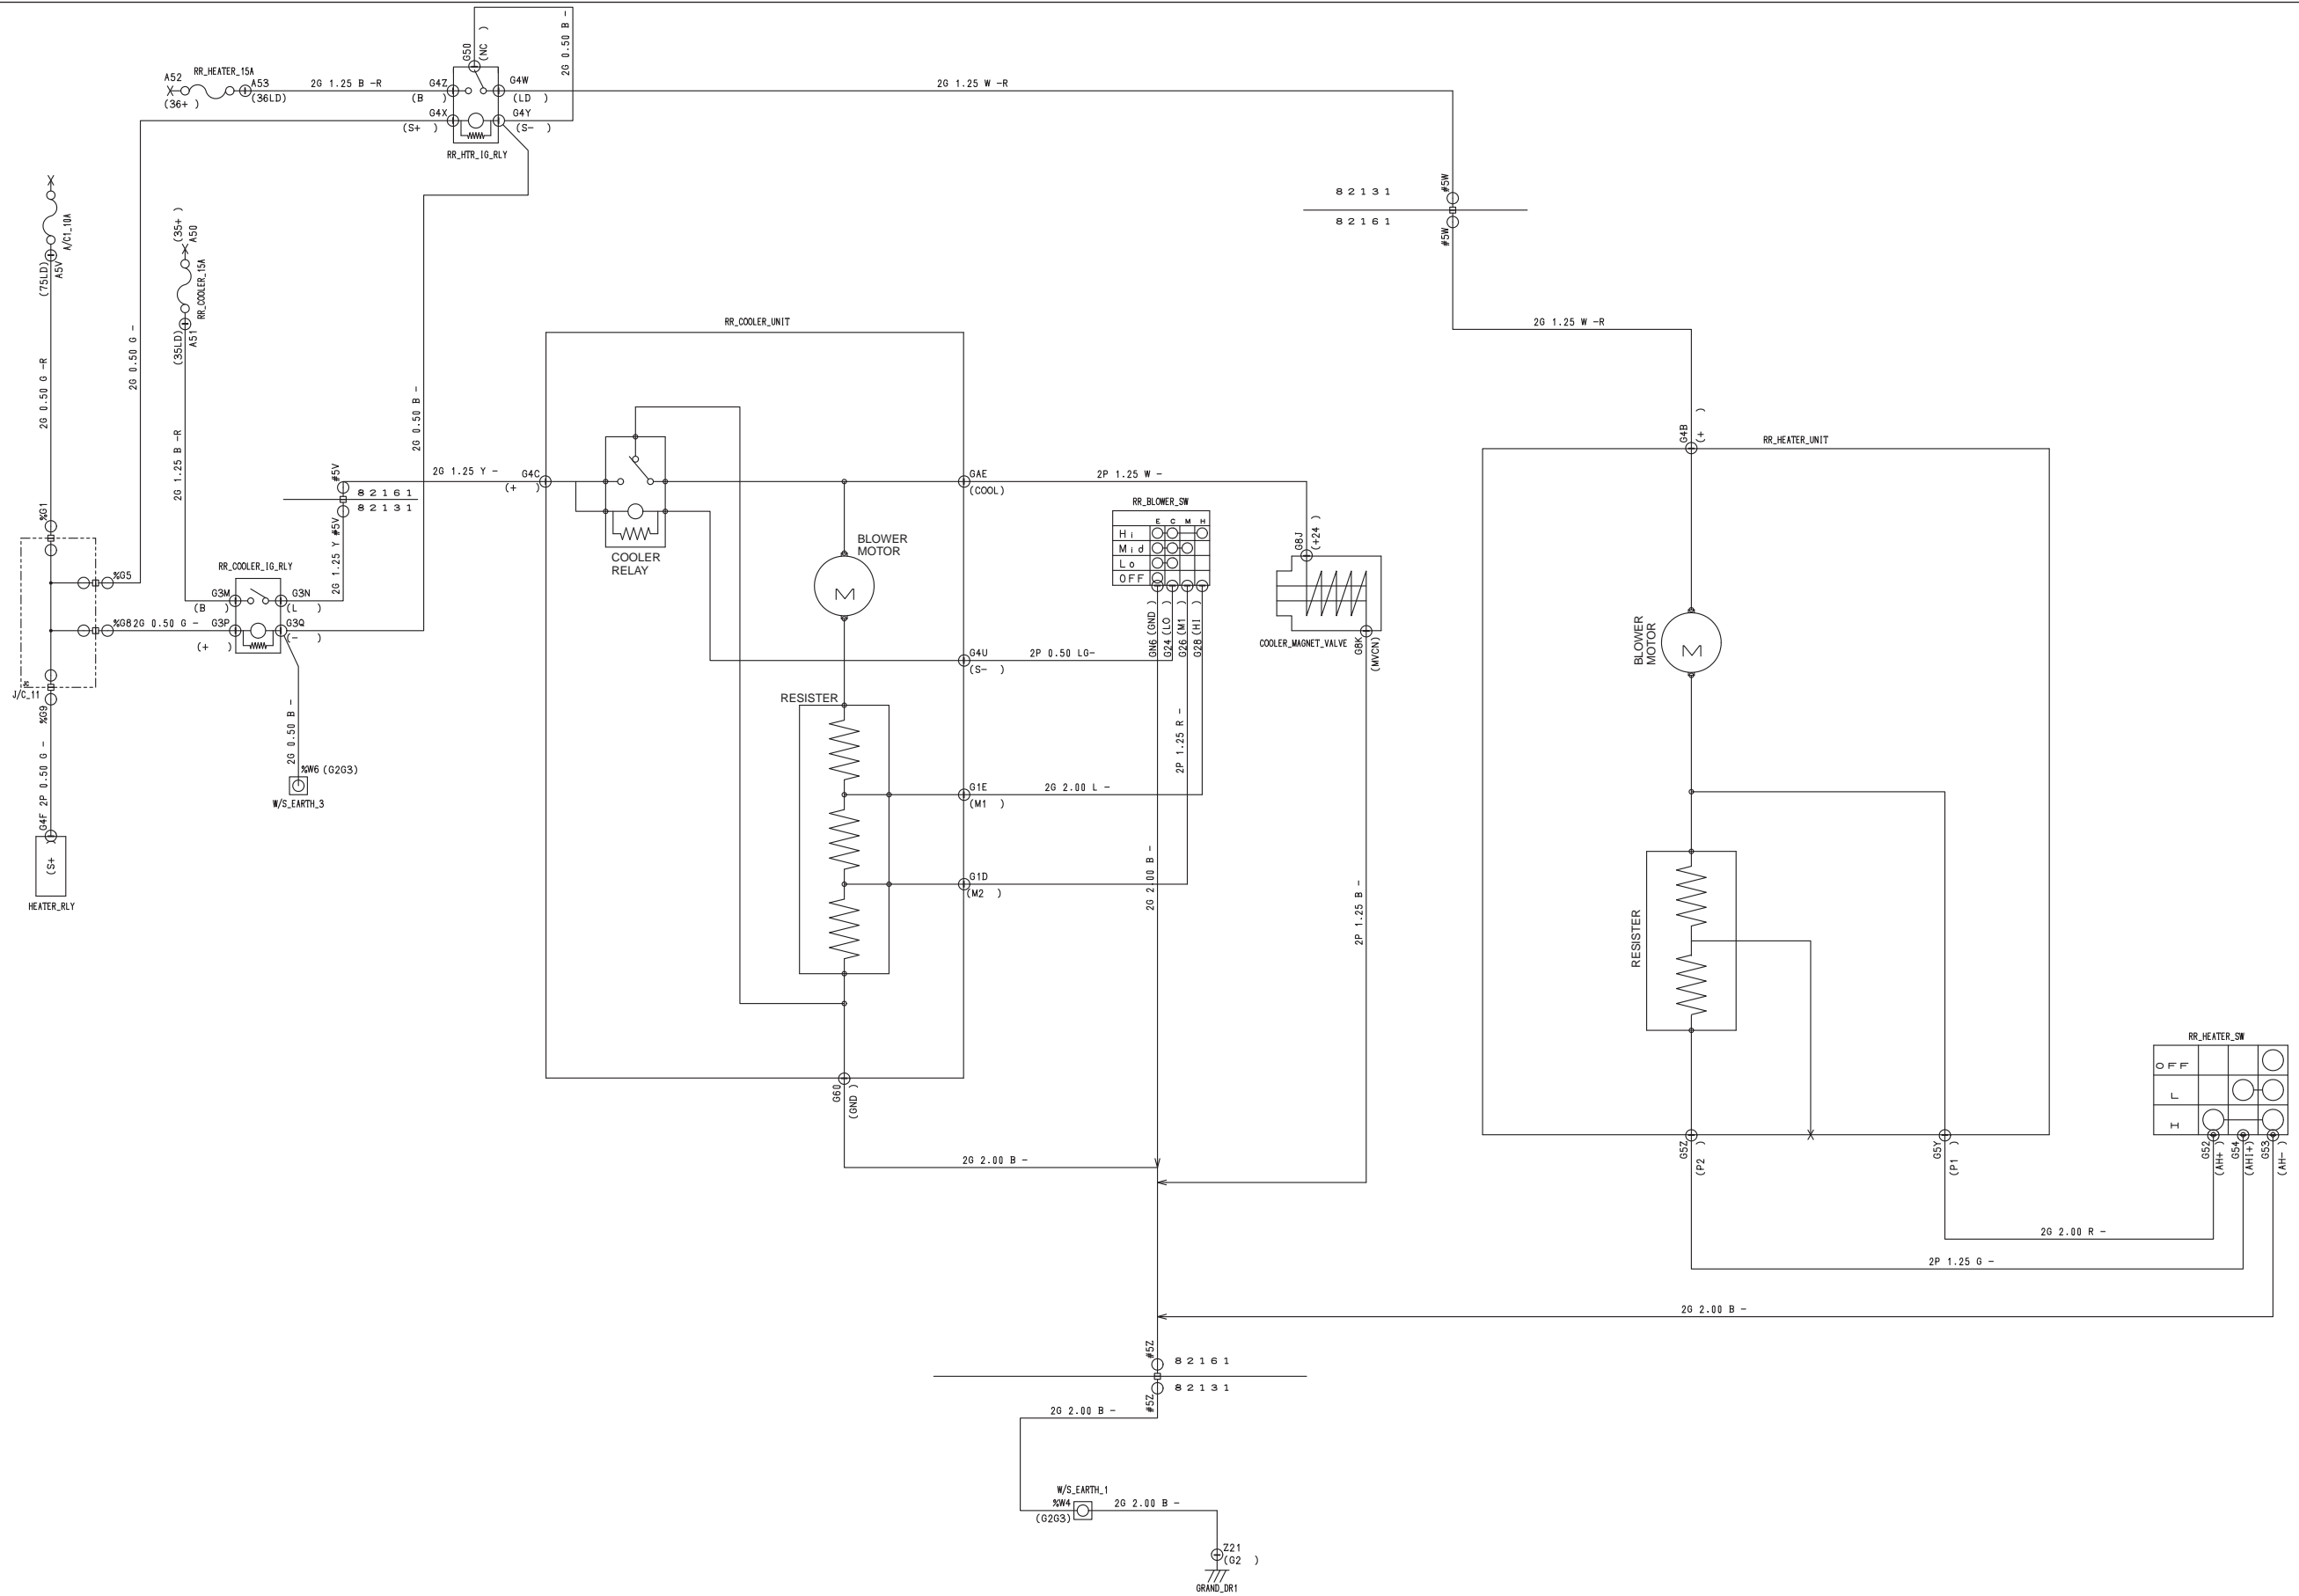 G50
(NC )
2G 0.50 B -
A52
RR_HEATER_15A
A53
(36+ )
(36LD)
2G 1.25 B -R
G4Z
(B )
G4W
(LD )
2G 1.25 W -R
G4X
(S+ )
G4Y
(S- )
RR_HTR_IG_RLY
A/C1_10A
(75LD)
A5V
(35+ )
A50
RR_COOLER_15A
(35LD)
A51
#5W
8 2 1 3 1
8 2 1 6 1
#5W
2G 0.50 G -R
2G 0.50 G -
2G 1.25 B -R
2G 0.50 B -
RR_COOLER_UNIT
2G 1.25 W -R
G4B
(+ )
RR_HEATER_UNIT
#5V
8 2 1 6 1
8 2 1 3 1
2G 1.25 Y #5V
2G 1.25 Y -
G4C
(+ )
GAE
(COOL)
2P 1.25 W -
COOLER
RELAY
BLOWER
MOTOR
M
RR_BLOWER_SW
E C M H
Hi
Mid
Lo
OFF
GN6 (GND )
G24 (LO )
G26 (M1 )
G28 (HI )
G8J
(+24 )
COOLER_MAGNET_VALVE
G8K
(MVCN)
%G1
%G5
RR_COOLER_IG_RLY
G3M
(B )
G3N
(L )
%G8 2G 0.50 G -
G3P
(+ )
G3Q
(- )
J/C_11
%G9
2G 0.50 B -
%W6 (G2G3)
W/S_EARTH_3
G4F 2P 0.50 G -
(S+
HEATER_RLY
G4U
(S- )
2P 0.50 LG-
RESISTER
2P 1.25 R -
G1E
(M1 )
2G 2.00 L -
G1D
(M2 )
2G 2.00 B -
2P 1.25 B -
G60
(GND )
2G 2.00 B -
BLOWER
MOTOR
M
RESISTER
G5Z
(P2 )
G5Y
(P1 )
RR_HEATER_SW
OFF
L
H
G52
(AH+ )
G54
(AHI+)
G53
(AH- )
2G 2.00 R -
2P 1.25 G -
2G 2.00 B -
#5Z
8 2 1 6 1
8 2 1 3 1
#5Z
2G 2.00 B -
W/S_EARTH_1
%W4
(G2G3)
2G 2.00 B -
Z21
(G2 )
GRAND_DR1